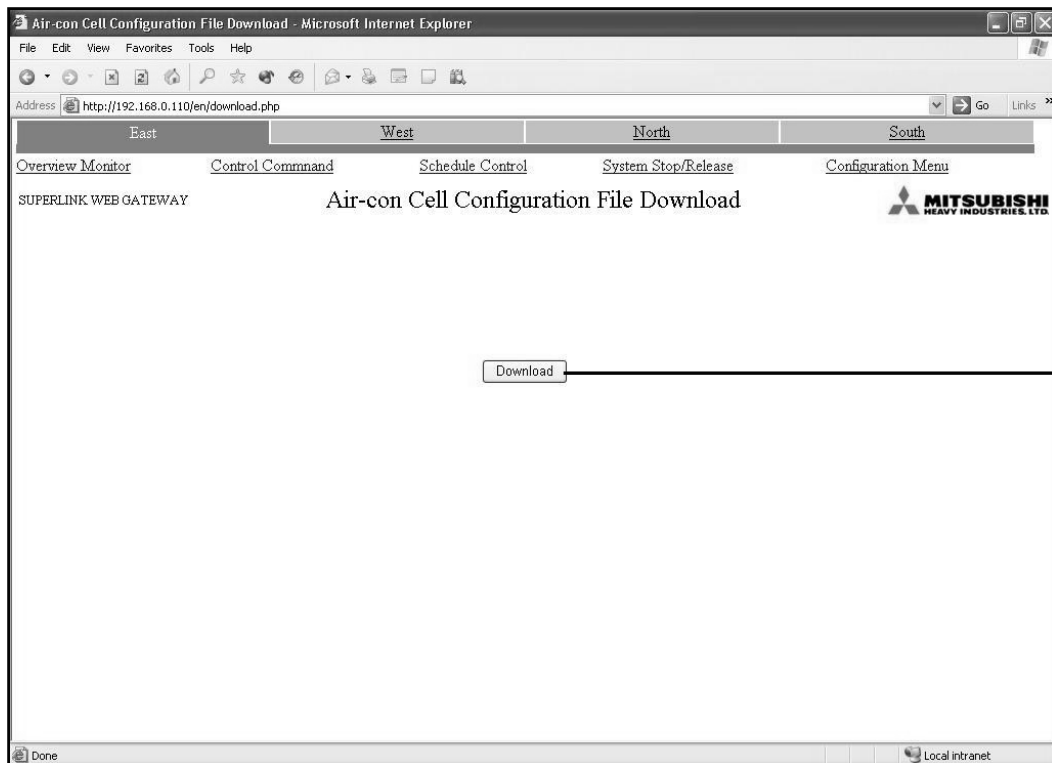 Air-con Cell Configuration File Download - Microsoft Internet Explorer
File Edit View Favorites Tools Help
Address http://192.168.0.110/en/download.php Go Links »
East West North South
Overview Monitor Control Commnand Schedule Control System Stop/Release Configuration Menu
SUPERLINK WEB GATEWAY Air-con Cell Configuration File Download MITSUBISHI
HEAVY INDUSTRIES, LTD.
Download
Done Local intranet